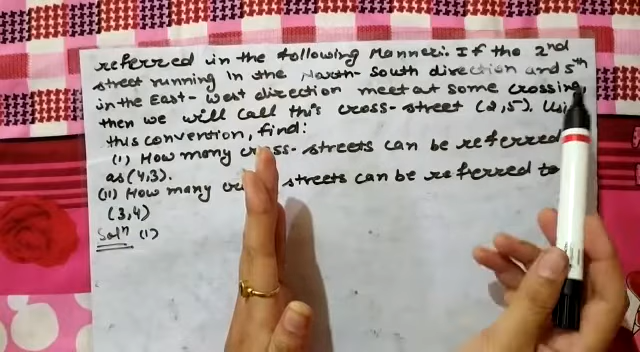 referred in the following manner: If the 2nd
street running in the North-South direction and 5th
in the East-west direction meet at some crossing,
then we will call this cross-street (2,5). Using
this convention, find:
(i) How many cross-streets can be referred
as (4,3).
(ii) How many streets can be referred to
(3,4)
Soln (i)